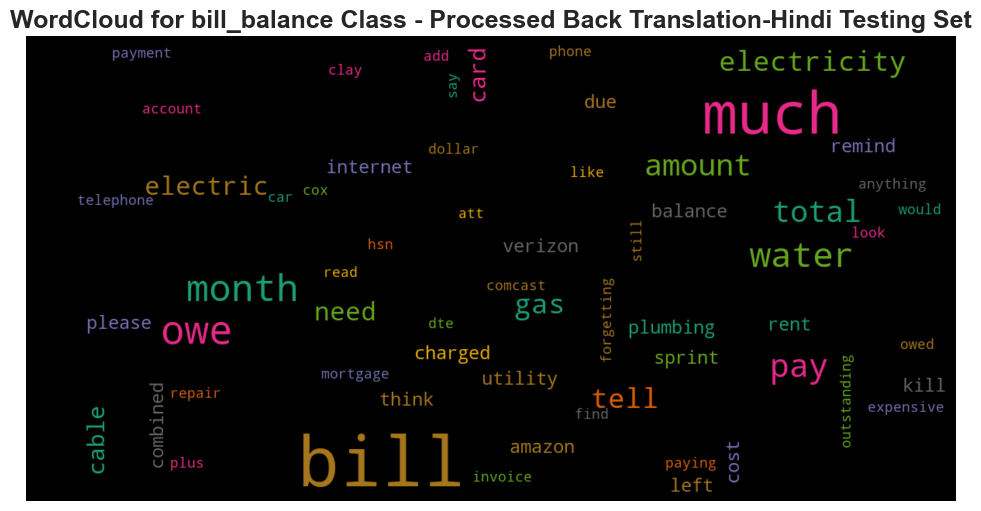 WordCloud for bill_balance Class - Processed Back Translation-Hindi Testing Set
payment
clay
add
say
card
phone
electricity
account
due
much
dollar
remind
electric
internet
like
amount
anything
telephone
car
cox
att
balance
total
would
hsn
verizon
still
look
water
month
read
comcast
gas
forgetting
please
owe
need
dte
plumbing
rent
charged
sprint
owed
pay
mortgage
utility
kill
repair
think
tell
outstanding
expensive
cable
combined
find
plus
bill
amazon
invoice
paying
cost
left